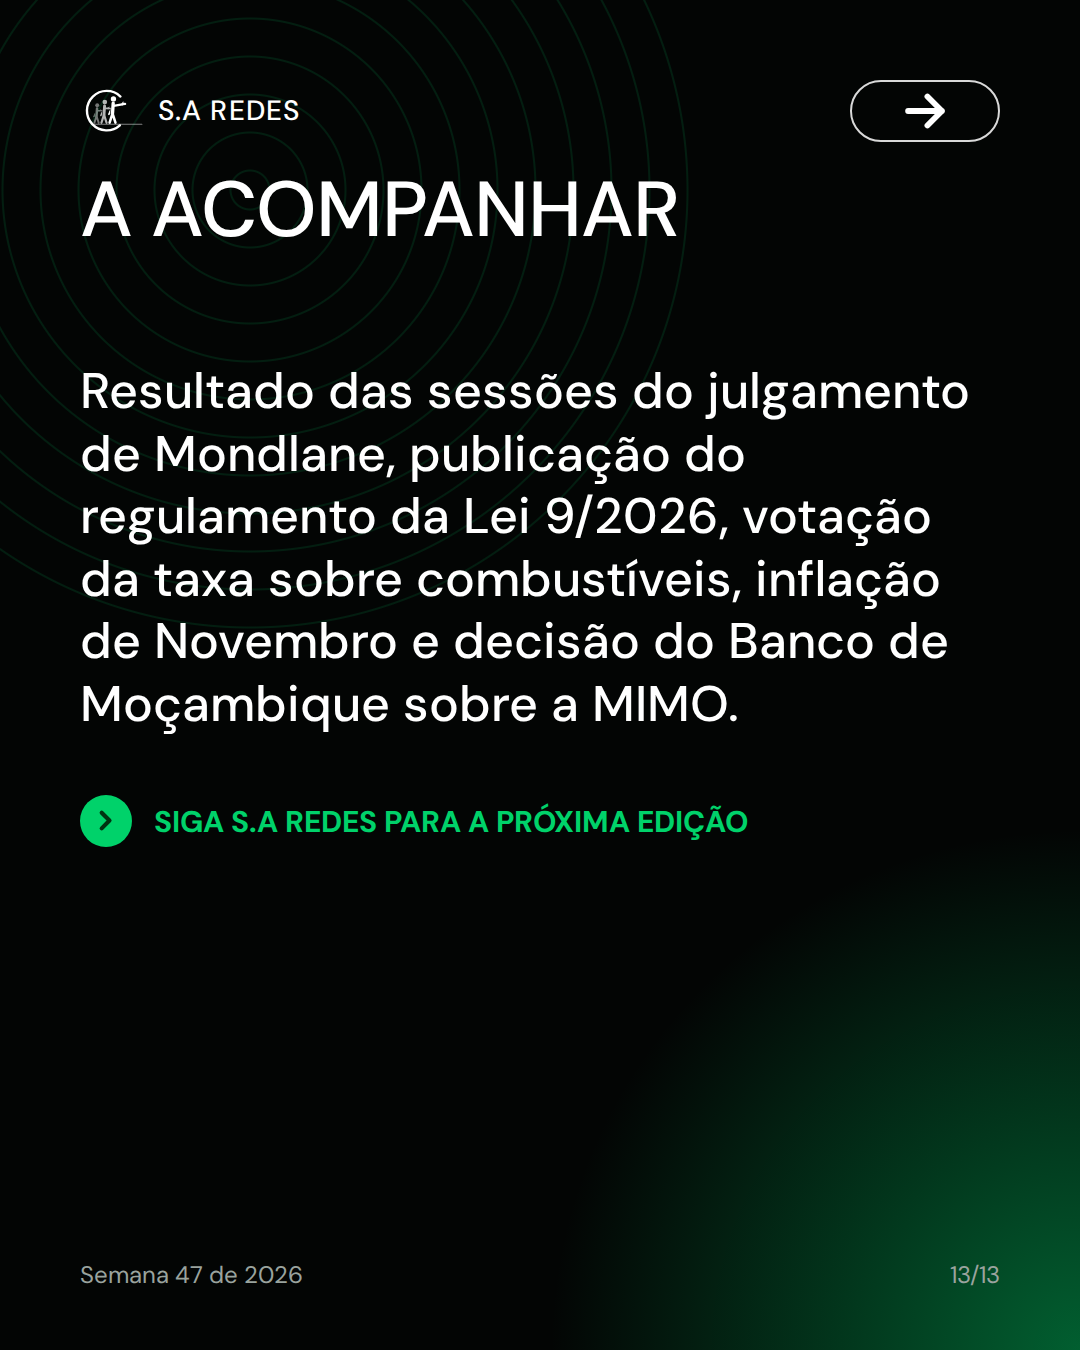 S.A REDES
A ACOMPANHAR
Resultado das sessões do julgamento
de Mondlane, publicação do
regulamento da Lei 9/2026, votação
da taxa sobre combustíveis, inflação
de Novembro e decisão do Banco de
Moçambique sobre a MIMO.
SIGA S.A REDES PARA A PRÓXIMA EDIÇÃO
Semana 47 de 2026
13/13